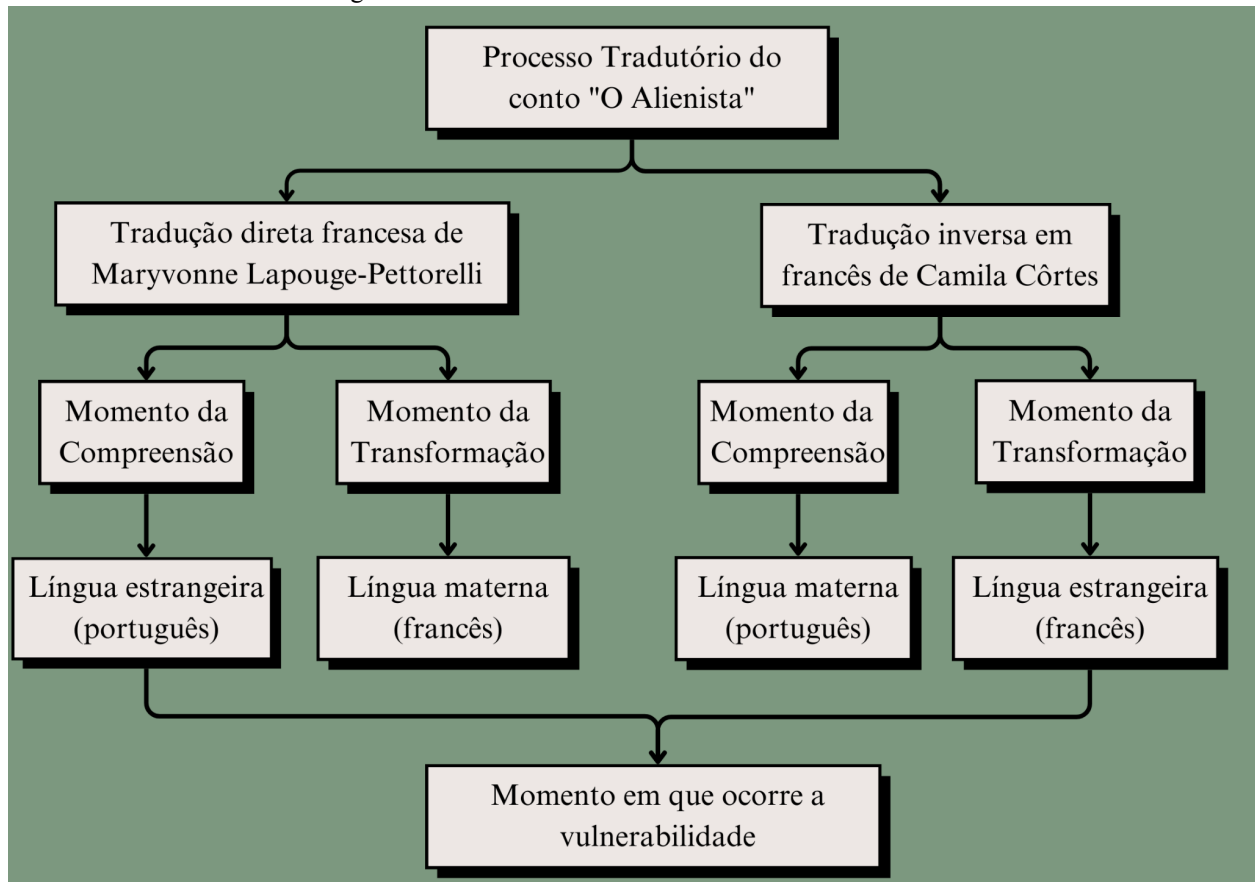 Processo Tradutório do
conto "O Alienista"
Tradução direta francesa de
Maryvonne Lapouge-Pettorelli
Tradução inversa em
francês de Camila Côrtes
Momento da
Compreensão
Momento da
Transformação
Momento da
Compreensão
Momento da
Transformação
Língua estrangeira
(português)
Língua materna
(francês)
Língua materna
(português)
Língua estrangeira
(francês)
Momento em que ocorre a
vulnerabilidade